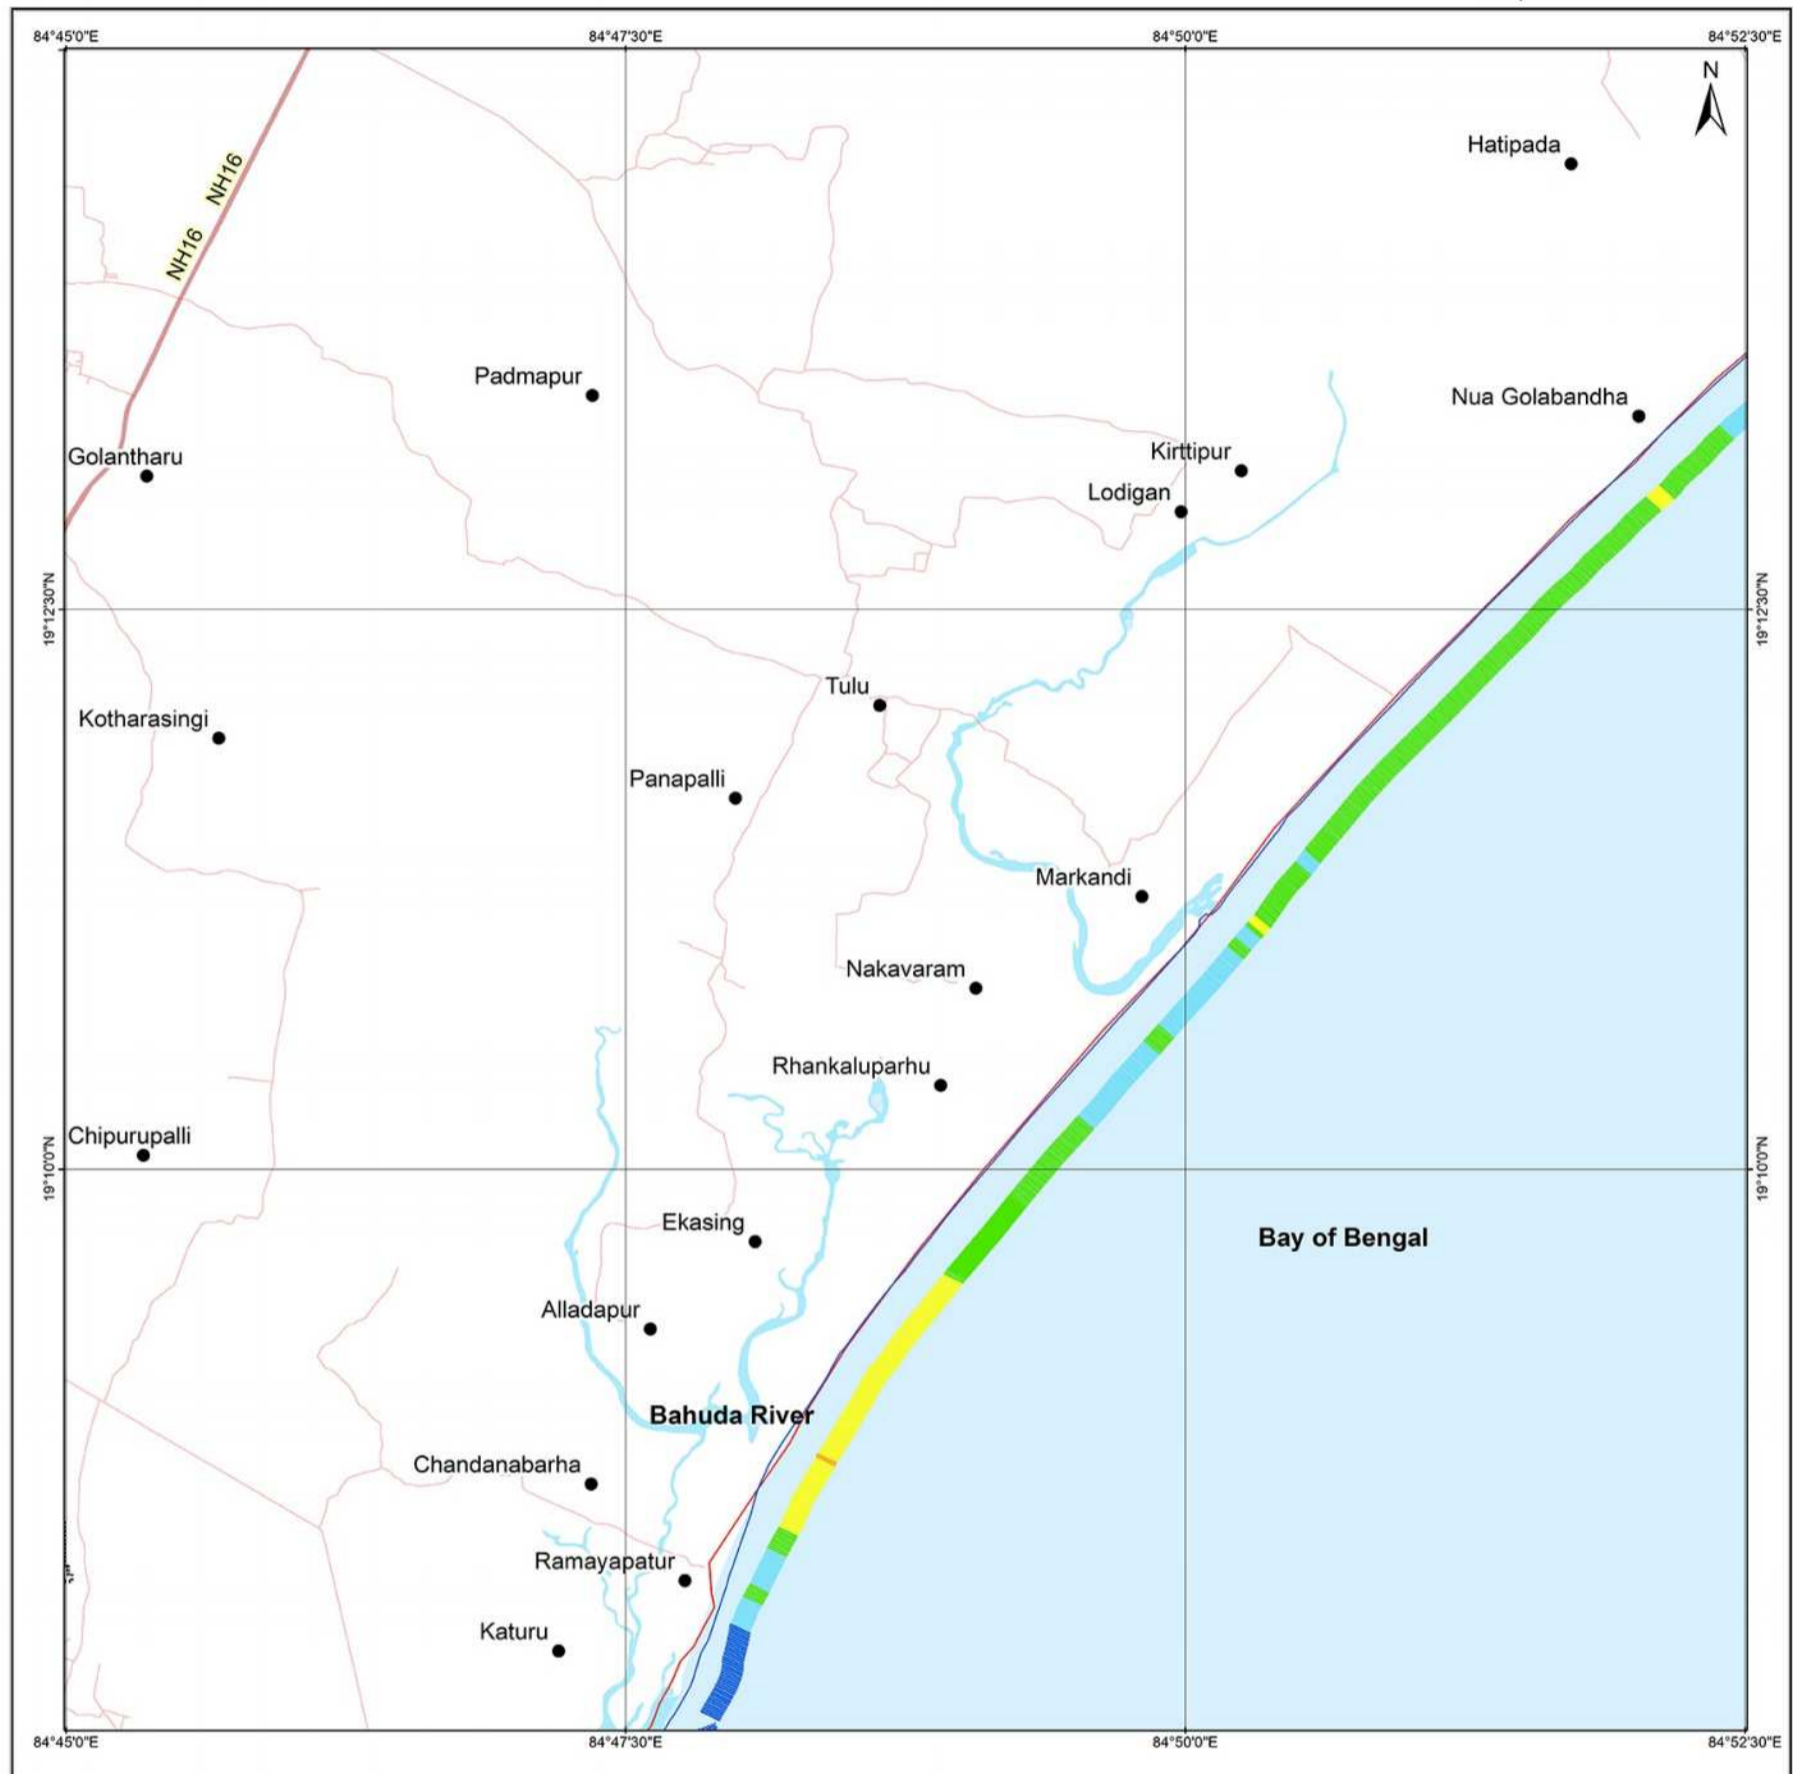 84°45'0"E
84°47'30"E
84°50'0"E
84°52'30"E
N
NH16
NH16
Hatipada
Padmapur
Nua Golabandha
Golantharu
Kirttipur
Lodigan
19°12'30"N
19°12'30"N
Tulu
Kotharasingi
Panapalli
Markandi
Nakavaram
Rhankaluparhu
Chipurupalli
19°10'0"N
19°10'0"N
Ekasing
Bay of Bengal
Alladapur
Bahuda River
Chandanabarha
Ramayapatur
Katuru
84°45'0"E
84°47'30"E
84°50'0"E
84°52'30"E